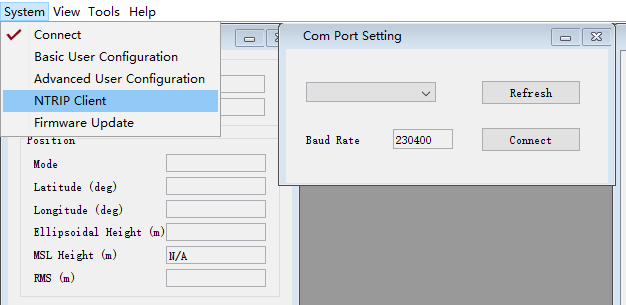 System View Tools Help
Connect
Basic User Configuration
Advanced User Configuration
NTRIP Client
Firmware Update
Position
Mode
Latitude (deg)
Longitude (deg)
Ellipsoidal Height (m)
MSL Height (m) N/A
RMS (m)
Com Port Setting
Refresh
Baud Rate 230400 Connect